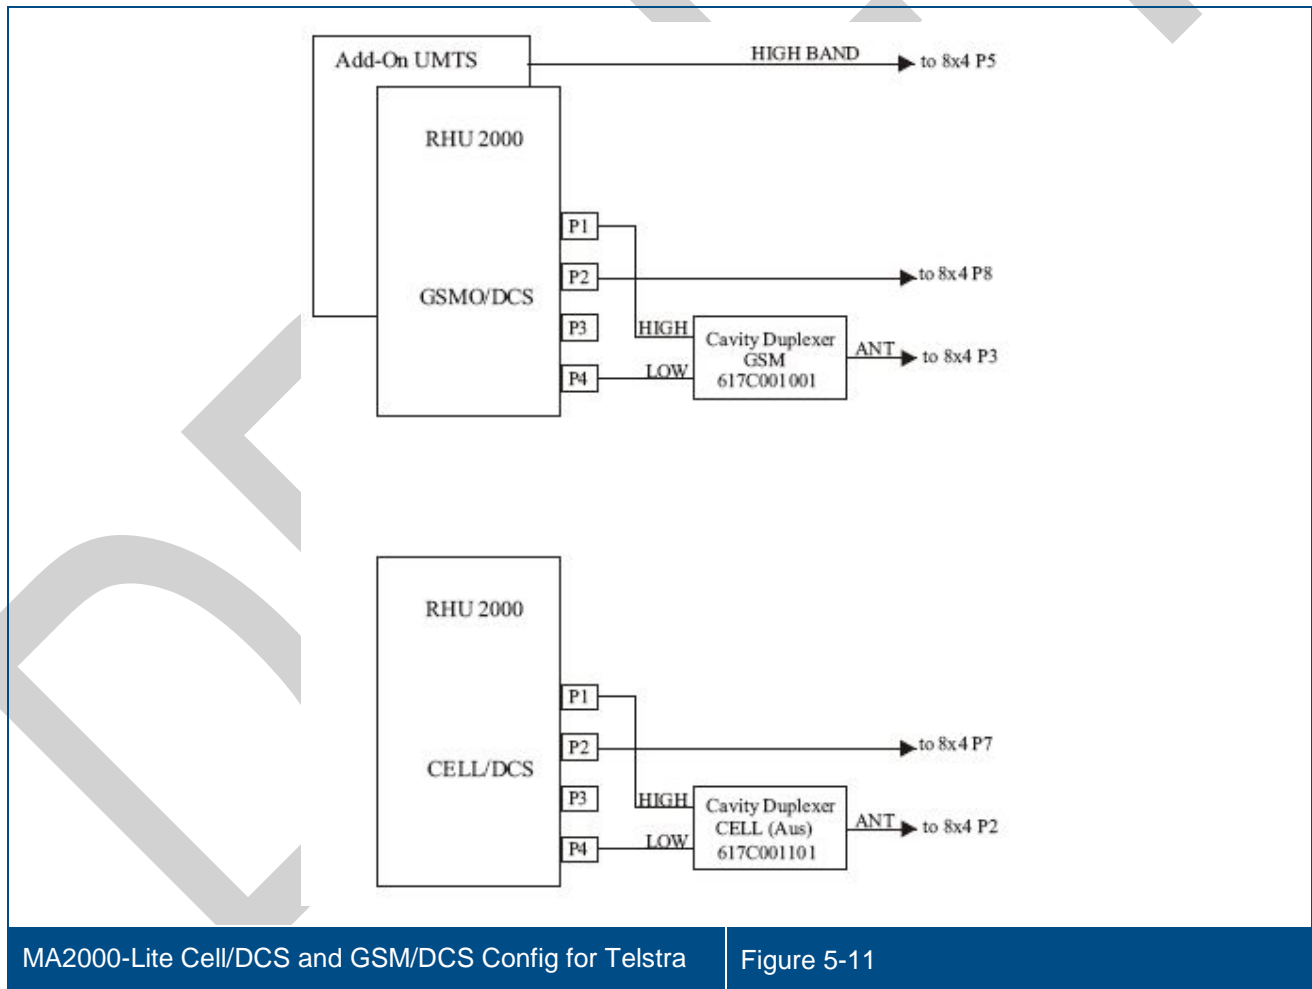 Add-On UMTS
HIGH BAND
to 8x4 P5
RHU 2000
GSMO/DCS
P1
P2
P3
P4
to 8x4 P8
HIGH
LOW
Cavity Duplexer
GSM
617C001001
ANT
to 8x4 P3
RHU 2000
CELL/DCS
P1
P2
P3
P4
to 8x4 P7
HIGH
LOW
Cavity Duplexer
CELL (Aus)
617C001101
ANT
to 8x4 P2
MA2000-Lite Cell/DCS and GSM/DCS Config for Telstra
Figure 5-11